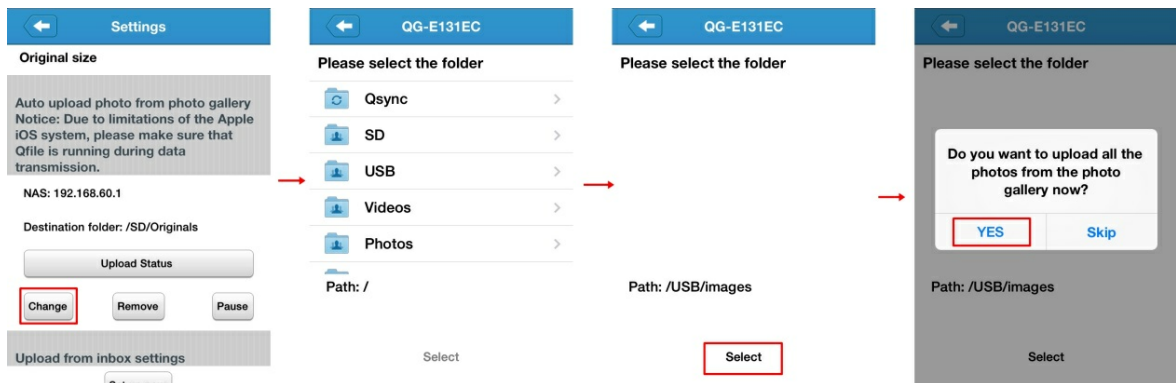 Settings
Original size
Auto upload photo from photo gallery
Notice: Due to limitations of the Apple
iOS system, please make sure that
Qfile is running during data
transmission.
NAS: 192.168.60.1
Destination folder: /SD/Originals
Upload Status
Change
Remove
Pause
Upload from inbox settings
QG-E131EC
Please select the folder
Qsync
SD
USB
Videos
Photos
Path: /
Select
QG-E131EC
Please select the folder
Path: /USB/images
Select
QG-E131EC
Please select the folder
Do you want to upload all the
photos from the photo
gallery now?
YES
Skip
Path: /USB/images
Select